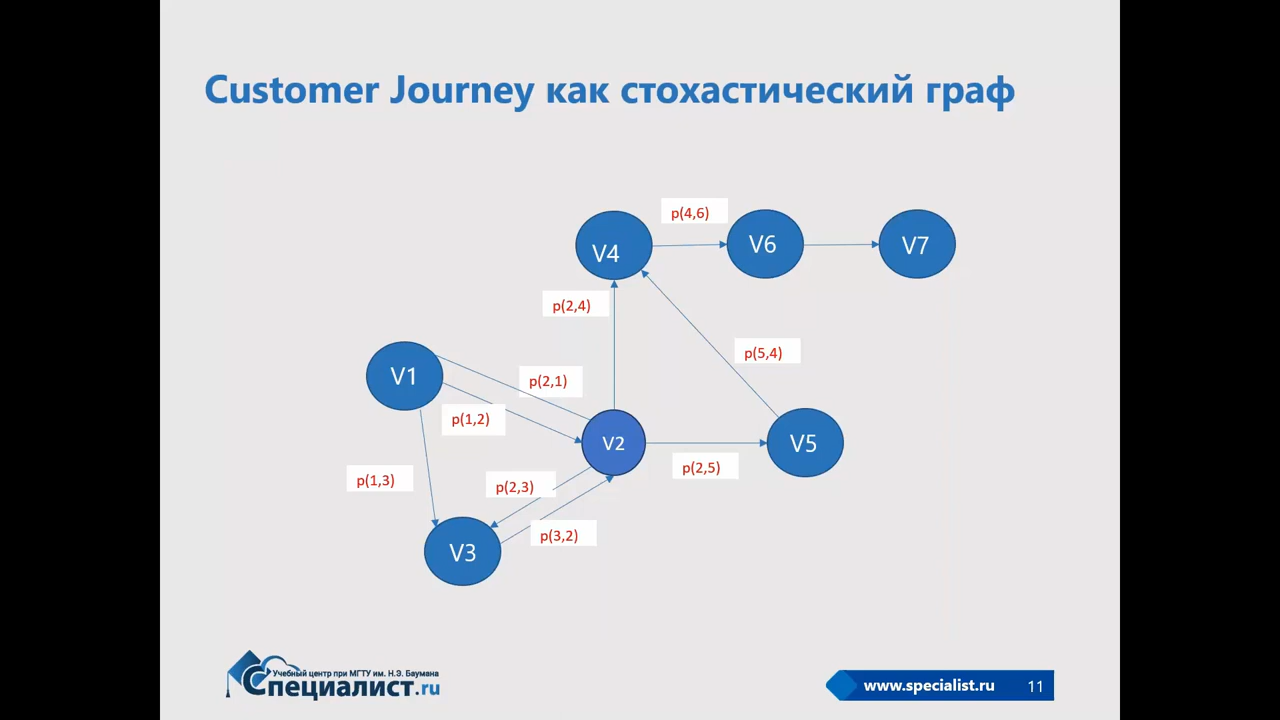 Customer Journey как стохастический граф
p(4,6)
V4
V6
V7
p(2,4)
p(5,4)
V1
p(2,1)
p(1,2)
V2
V5
p(2,5)
p(1,3)
p(2,3)
p(3,2)
V3
Учебный центр при МГТУ им. Н.Э. Баумана
Специалист.ru
www.specialist.ru
11